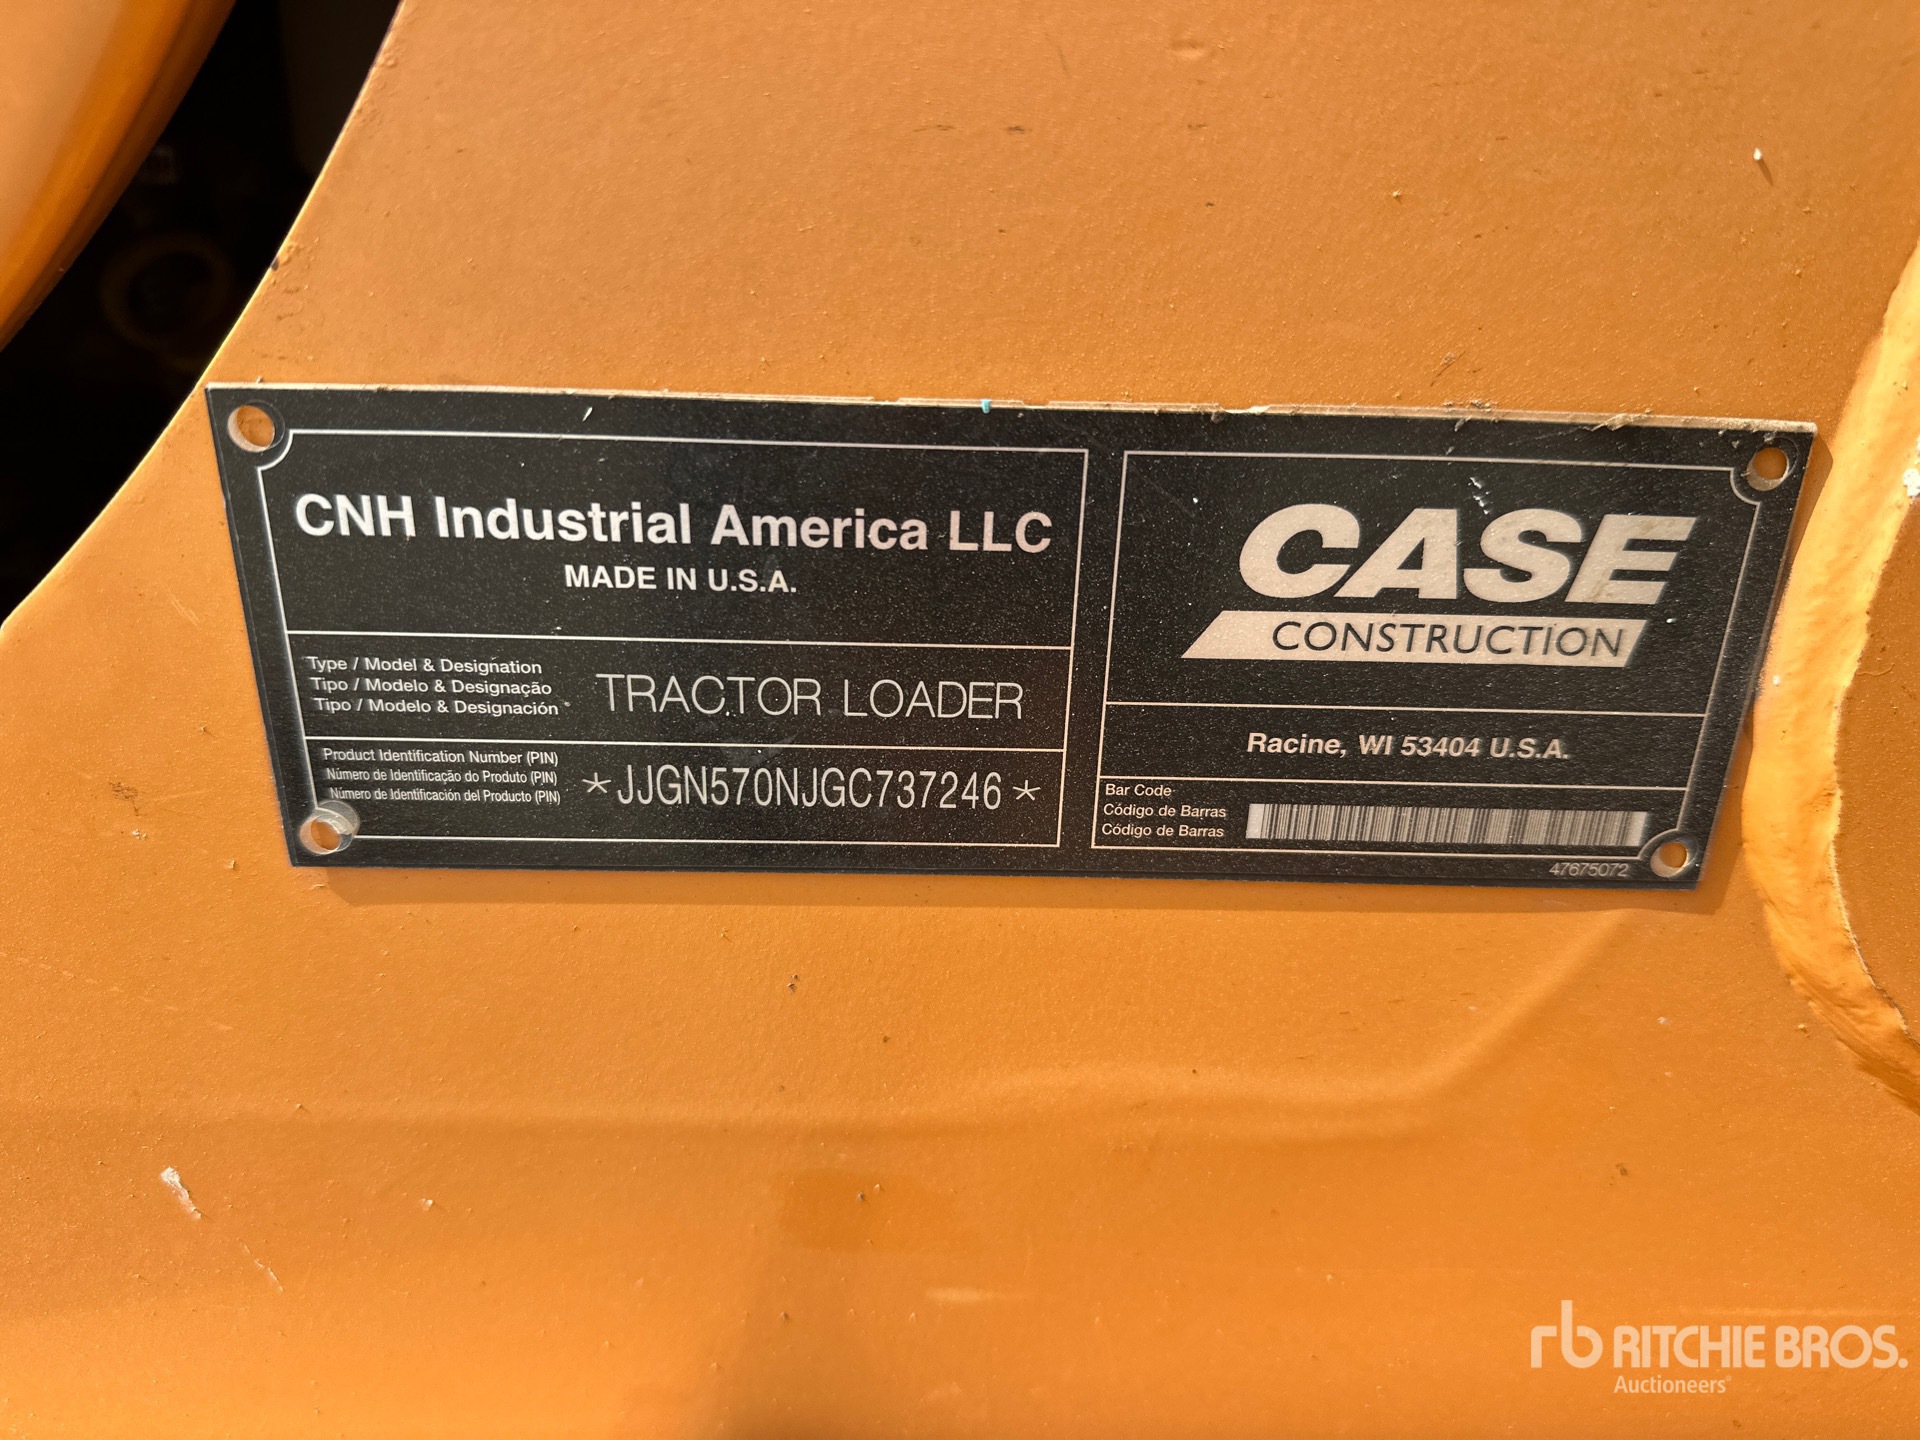 CNH Industrial America LLC
MADE IN U.S.A.
Type / Model & Designation
Tipo / Modelo & Designação
Tipo / Modelo & Designación
TRACTOR LOADER
Product Identification Number (PIN)
Número de Identificação do Produto (PIN)
Número de Identificación del Producto (PIN)
*JJGN570NJGC737246*
CASE
CONSTRUCTION
Racine, WI 53404 U.S.A.
Bar Code
Código de Barras
Código de Barras
47675072
rb RITCHIE BROS.
Auctioneers